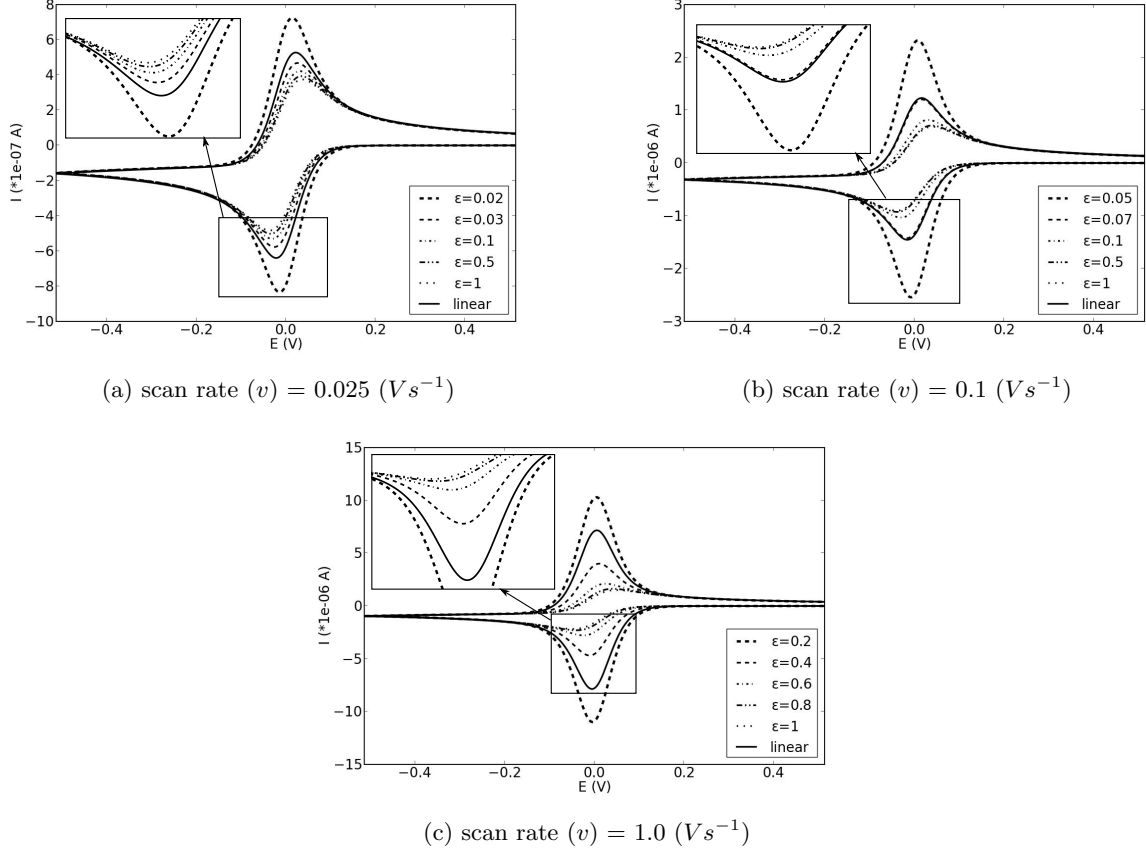 8
6
4
2
0
−2
−4
−6
−8
−10
I (*1e-07 A)
−0.4
−0.2
0.0
0.2
0.4
E (V)
ε=0.02
ε=0.03
ε=0.1
ε=0.5
ε=1
linear
(a) scan rate (v) = 0.025 (Vs⁻¹)
3
2
1
0
−1
−2
−3
I (*1e-06 A)
−0.4
−0.2
0.0
0.2
0.4
E (V)
ε=0.05
ε=0.07
ε=0.1
ε=0.5
ε=1
linear
(b) scan rate (v) = 0.1 (Vs⁻¹)
15
10
5
0
−5
−10
−15
I (*1e-06 A)
−0.4
−0.2
0.0
0.2
0.4
E (V)
ε=0.2
ε=0.4
ε=0.6
ε=0.8
ε=1
linear
(c) scan rate (v) = 1.0 (Vs⁻¹)